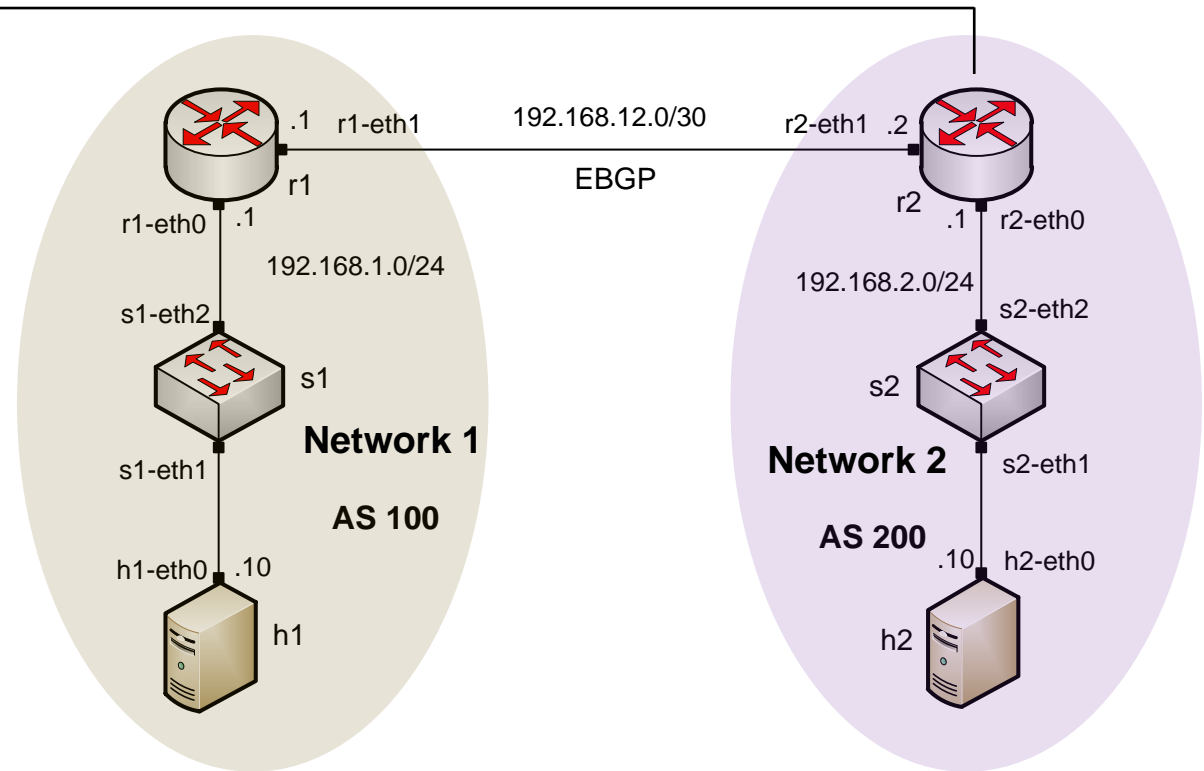 .1 r1-eth1 192.168.12.0/30 r2-eth1 .2
EBGP
r1
r2
r1-eth0 .1
.1 r2-eth0
192.168.1.0/24
192.168.2.0/24
s1-eth2
s2-eth2
s1
s2
Network 1
Network 2
s1-eth1
s2-eth1
AS 100
AS 200
h1-eth0 .10
.10 h2-eth0
h1
h2